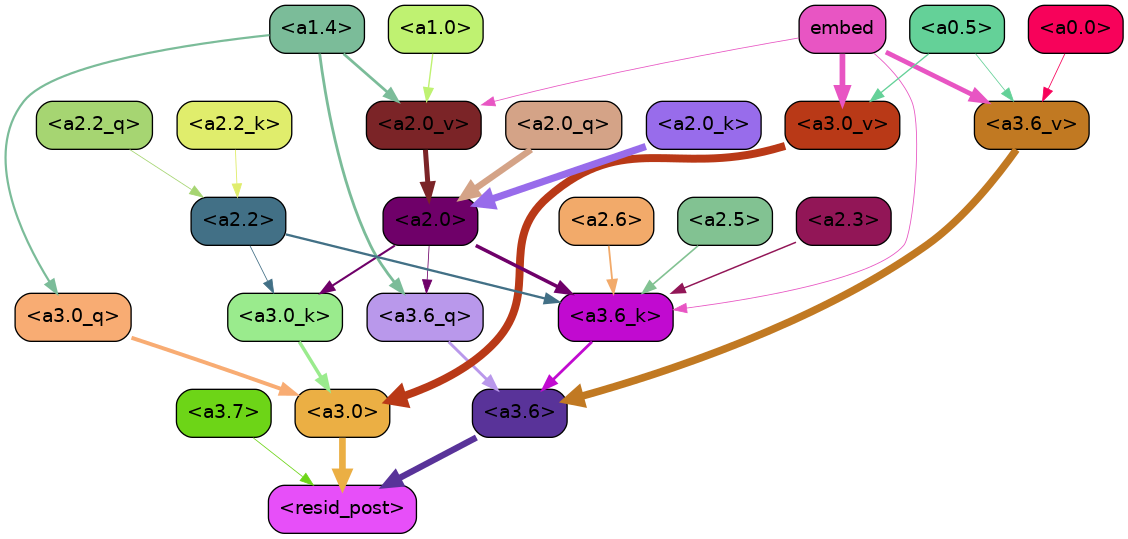 <a1.4>
<a1.0>
embed
<a0.5>
<a0.0>
<a2.2_q>
<a2.2_k>
<a2.0_v>
<a2.0_q>
<a2.0_k>
<a3.0_v>
<a3.6_v>
<a2.2>
<a2.0>
<a2.6>
<a2.5>
<a2.3>
<a3.0_q>
<a3.0_k>
<a3.6_q>
<a3.6_k>
<a3.7>
<a3.0>
<a3.6>
<resid_post>